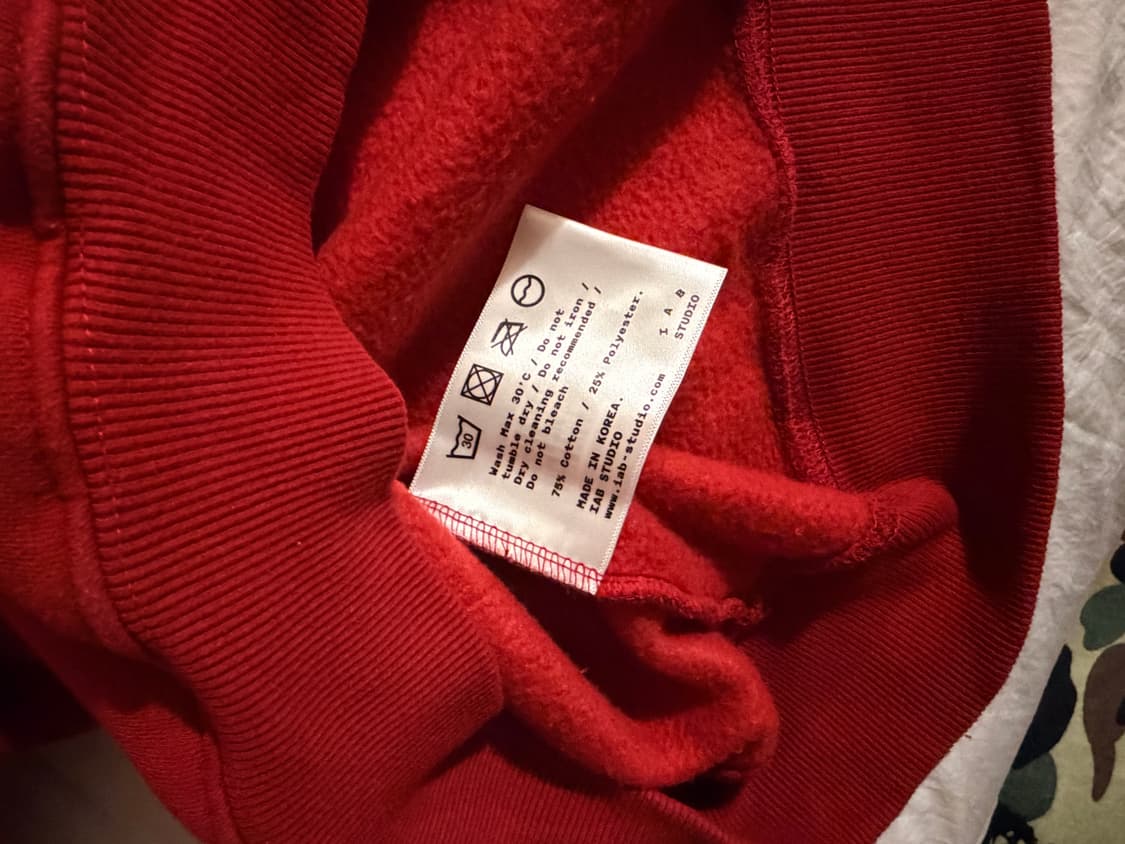 30
Wash Max 30°C / Do not
tumble dry / Do not iron /
Dry cleaning recommended /
Do not bleach
75% Cotton / 25% Polyester.
MADE IN KOREA.
IAB STUDIO
www.iab-studio.com
I A B
STUDIO